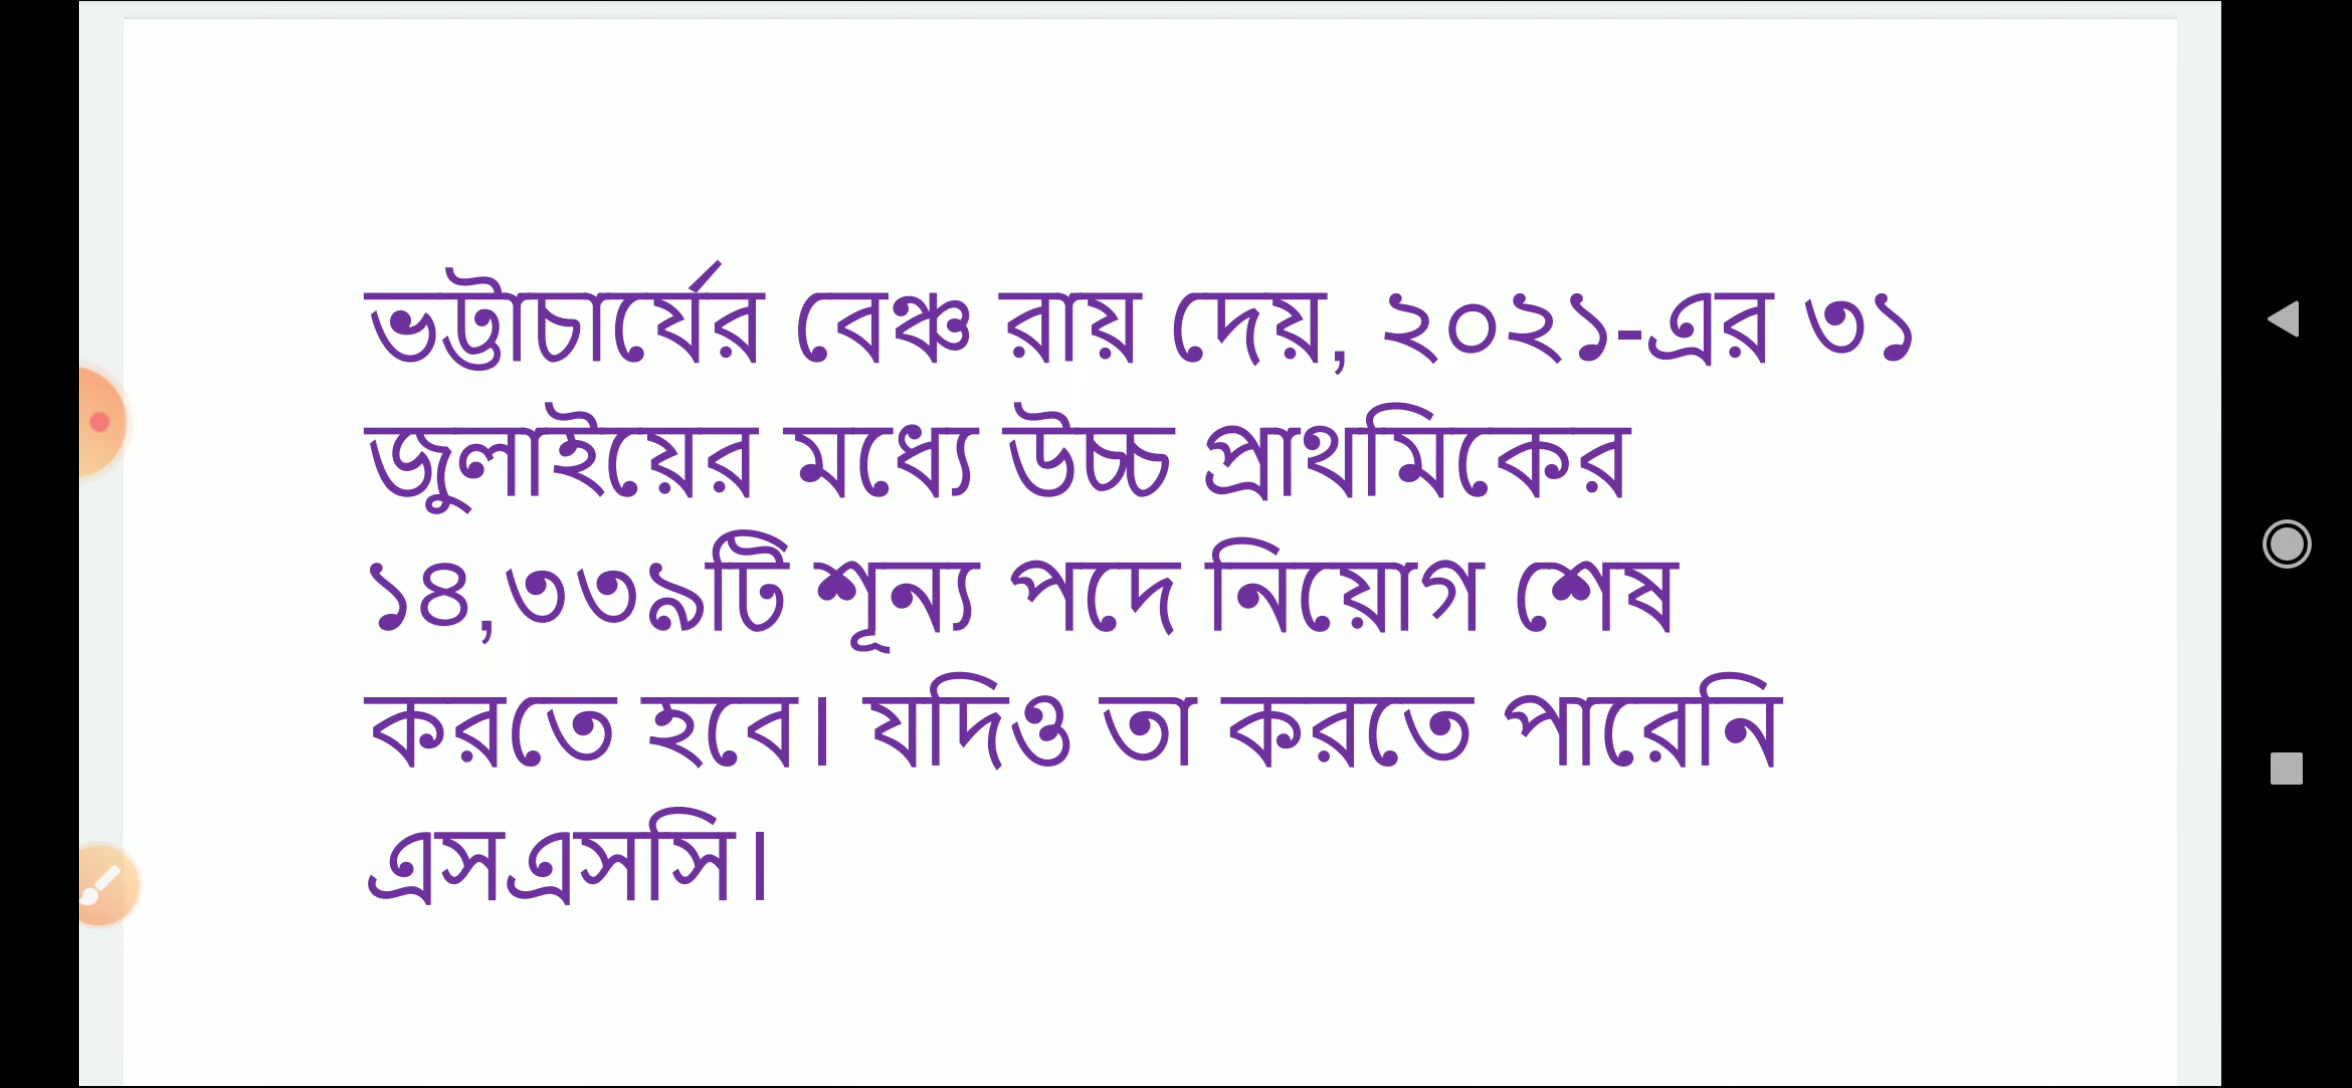 ভট্টাচার্যের বেঞ্চ রায় দেয়, ২০২১-এর ৩১
জুলাইয়ের মধ্যে উচ্চ প্রাথমিকের
১৪,৩৩৯টি শূন্য পদে নিয়োগ শেষ
করতে হবে। যদিও তা করতে পারেনি
এসএসসি।